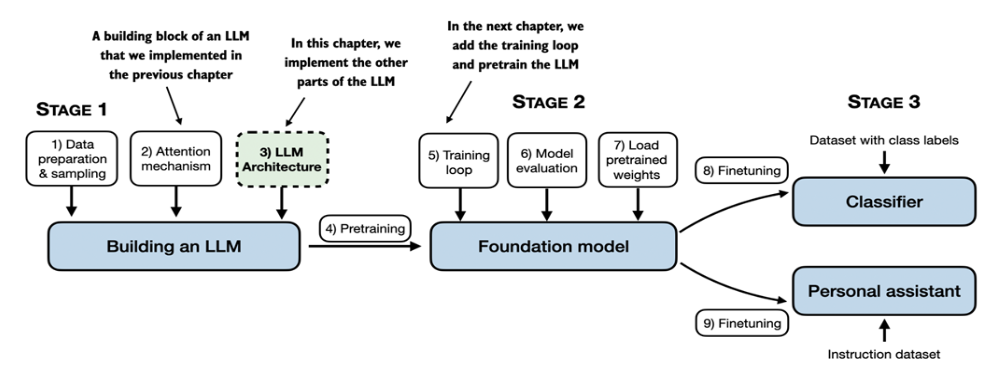 A building block of an LLM
that we implemented in
the previous chapter
In this chapter, we
implement the other
parts of the LLM
In the next chapter, we
add the training loop
and pretrain the LLM
STAGE 1
STAGE 2
STAGE 3
1) Data
preparation
& sampling
2) Attention
mechanism
3) LLM
Architecture
5) Training
loop
6) Model
evaluation
7) Load
pretrained
weights
8) Finetuning
Dataset with class labels
Classifier
Building an LLM
4) Pretraining
Foundation model
Personal assistant
9) Finetuning
Instruction dataset